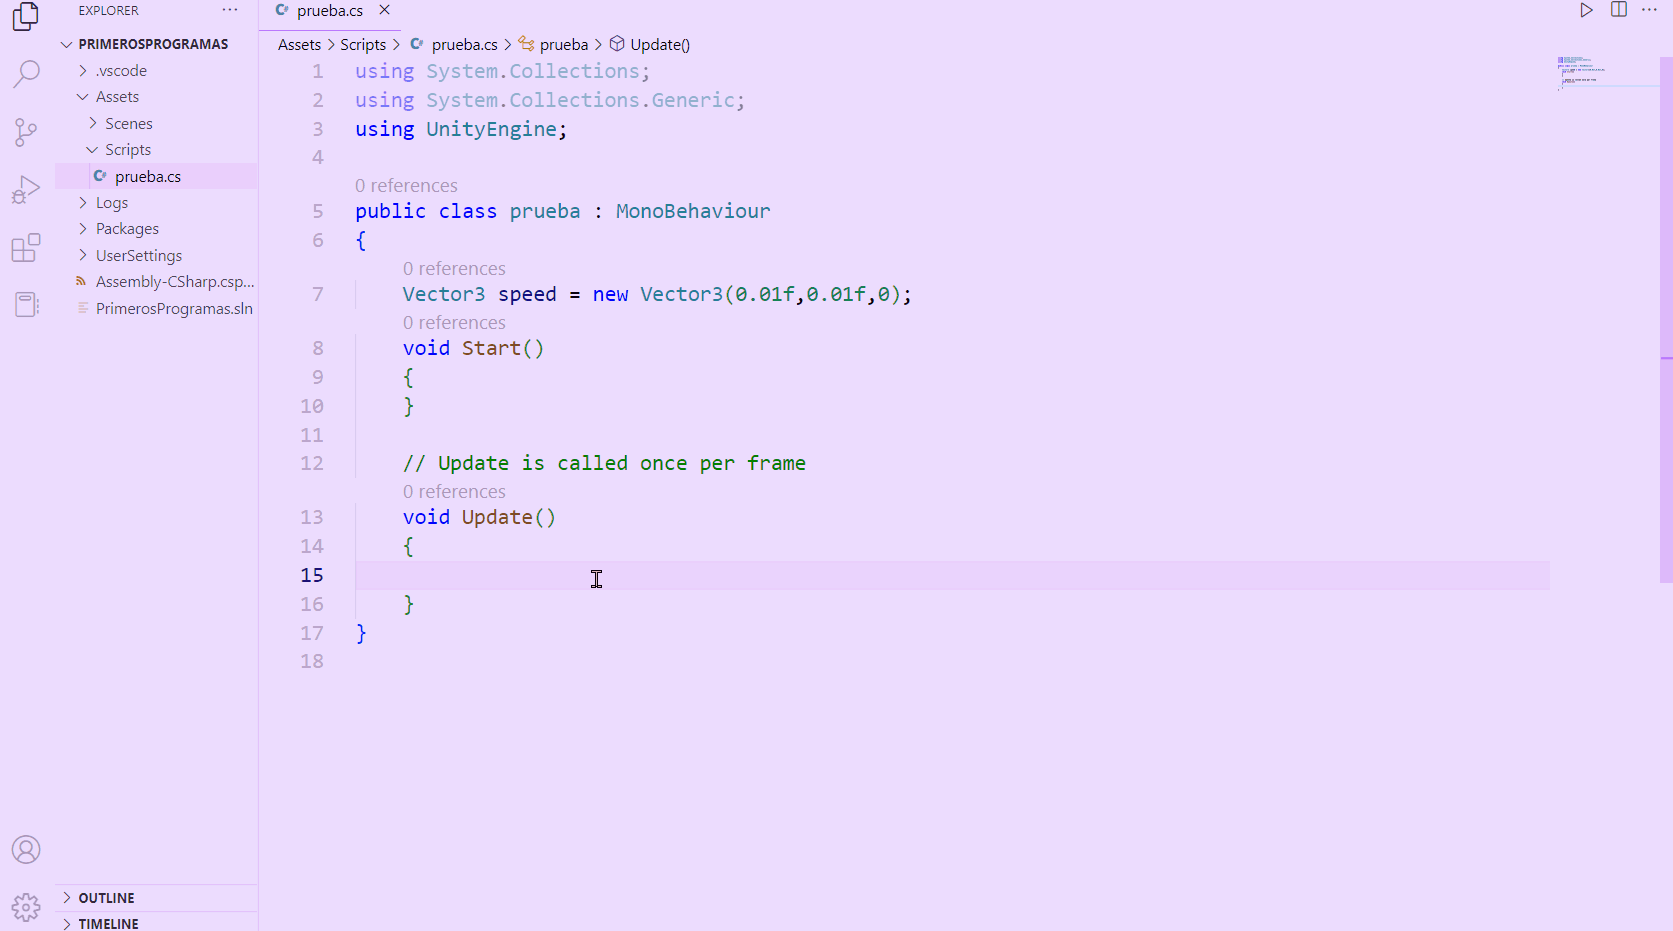 EXPLORER
...
prueba.cs
PRIMEROSPROGRAMAS
.vscode
Assets
Scenes
Scripts
prueba.cs
Logs
Packages
UserSettings
Assembly-CSharp.csp...
PrimerosProgramas.sln
OUTLINE
TIMELINE
Assets > Scripts > prueba.cs > prueba > Update()
1 using System.Collections;
2 using System.Collections.Generic;
3 using UnityEngine;
4
0 references
5 public class prueba : MonoBehaviour
6 {
0 references
7 Vector3 speed = new Vector3(0.01f,0.01f,0);
0 references
8 void Start()
9 {
10 }
11
12 // Update is called once per frame
0 references
13 void Update()
14 {
15
16 }
17 }
18